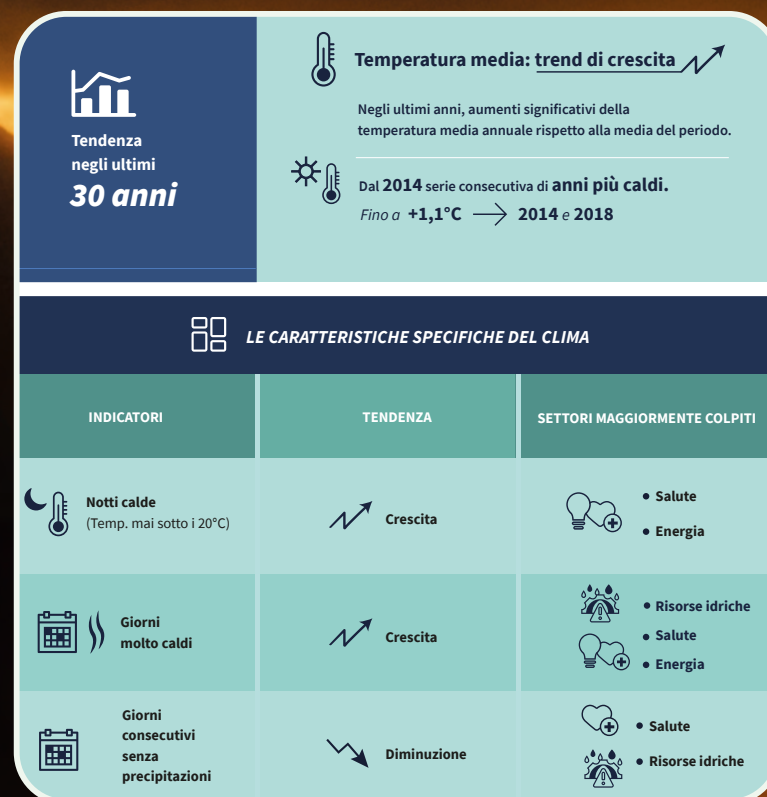 Tendenza
negli ultimi
30 anni
Temperatura media: trend di crescita
Negli ultimi anni, aumenti significativi della
temperatura media annuale rispetto alla media del periodo.
Dal 2014 serie consecutiva di anni più caldi.
Fino a +1,1°C 2014 e 2018
LE CARATTERISTICHE SPECIFICHE DEL CLIMA
INDICATORI
TENDENZA
SETTORI MAGGIORMENTE COLPITI
Notti calde
(Temp. mai sotto i 20°C)
Crescita
• Salute
• Energia
Giorni
molto caldi
Crescita
• Risorse idriche
• Salute
• Energia
Giorni
consecutivi
senza
precipitazioni
Diminuzione
• Salute
• Risorse idriche